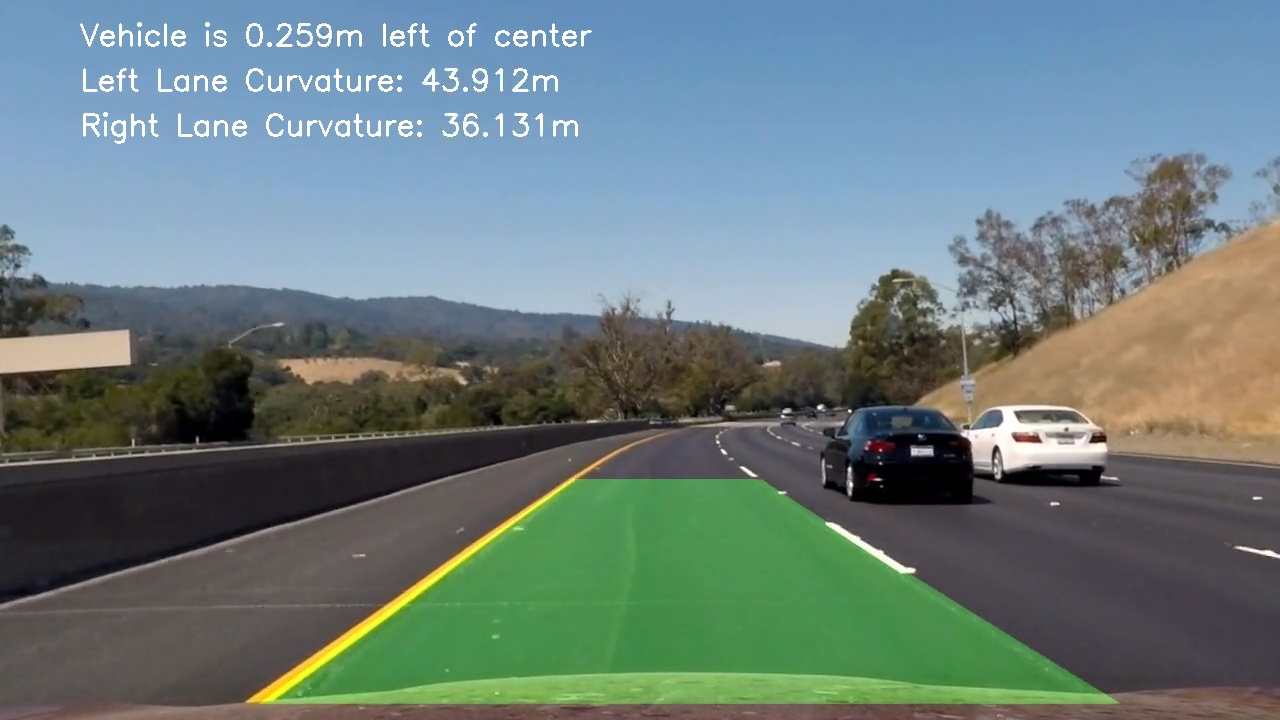 Vehicle is 0.259m left of center
Left Lane Curvature: 43.912m
Right Lane Curvature: 36.131m